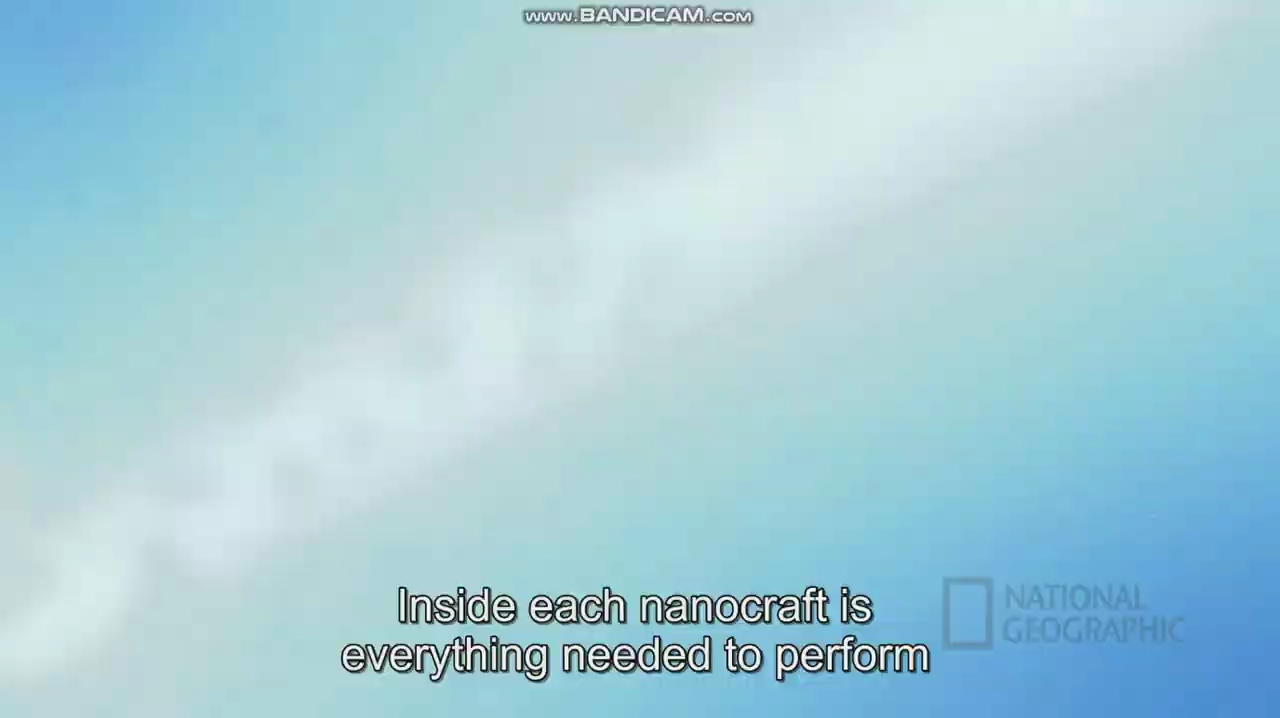 www.BANDICAM.com
Inside each nanocraft is
everything needed to perform
NATIONAL
GEOGRAPHIC